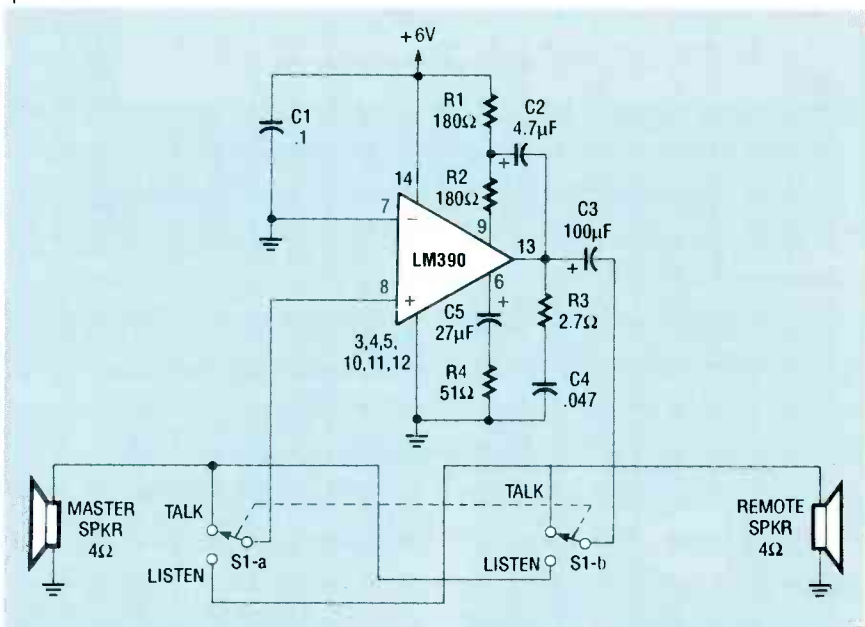 +6V
C1
.1
R1
180Ω
C2
4.7µF
R2
180Ω
14
7
−
9
C3
100µF
+
LM390
13
+
8
+
6
+
C5
27µF
R3
2.7Ω
3,4,5,
10,11,12
R4
51Ω
C4
.047
MASTER
SPKR
4Ω
TALK
LISTEN
S1-a
TALK
LISTEN
S1-b
REMOTE
SPKR
4Ω